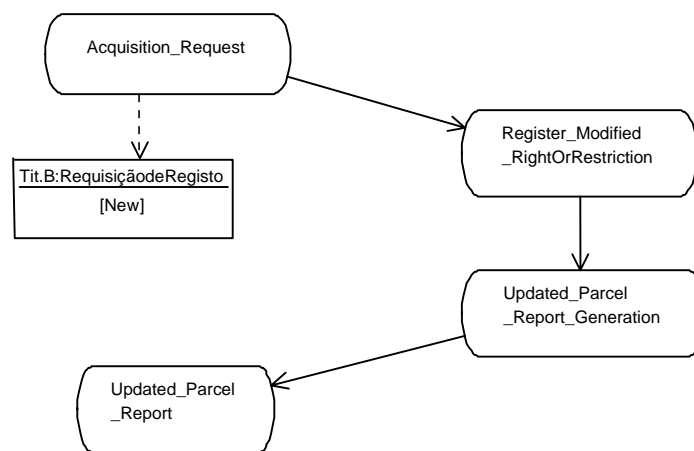 Acquisition_Request
Register_Modified
_RightOrRestriction
Tit.B:RequisiçãodeRegisto
[New]
Updated_Parcel
_Report_Generation
Updated_Parcel
_Report